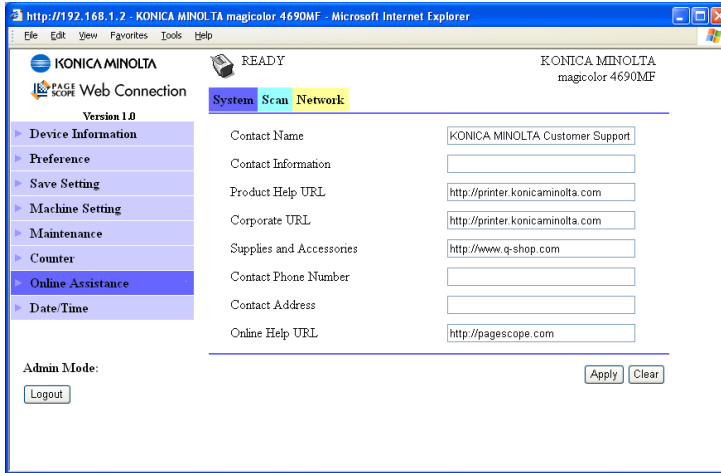 http://192.168.1.2 - KONICA MINOLTA magicolor 4690MF - Microsoft Internet Explorer
File Edit View Favorites Tools Help
KONICA MINOLTA
PAGE SCOPE Web Connection
Version 1.0
READY
KONICA MINOLTA
magicolor 4690MF
System Scan Network
Device Information
Preference
Save Setting
Machine Setting
Maintenance
Counter
Online Assistance
Date/Time
Admin Mode:
Logout
Contact Name KONICA MINOLTA Customer Support
Contact Information
Product Help URL http://printer.konicaminolta.com
Corporate URL http://printer.konicaminolta.com
Supplies and Accessories http://www.q-shop.com
Contact Phone Number
Contact Address
Online Help URL http://pagescope.com
Apply Clear